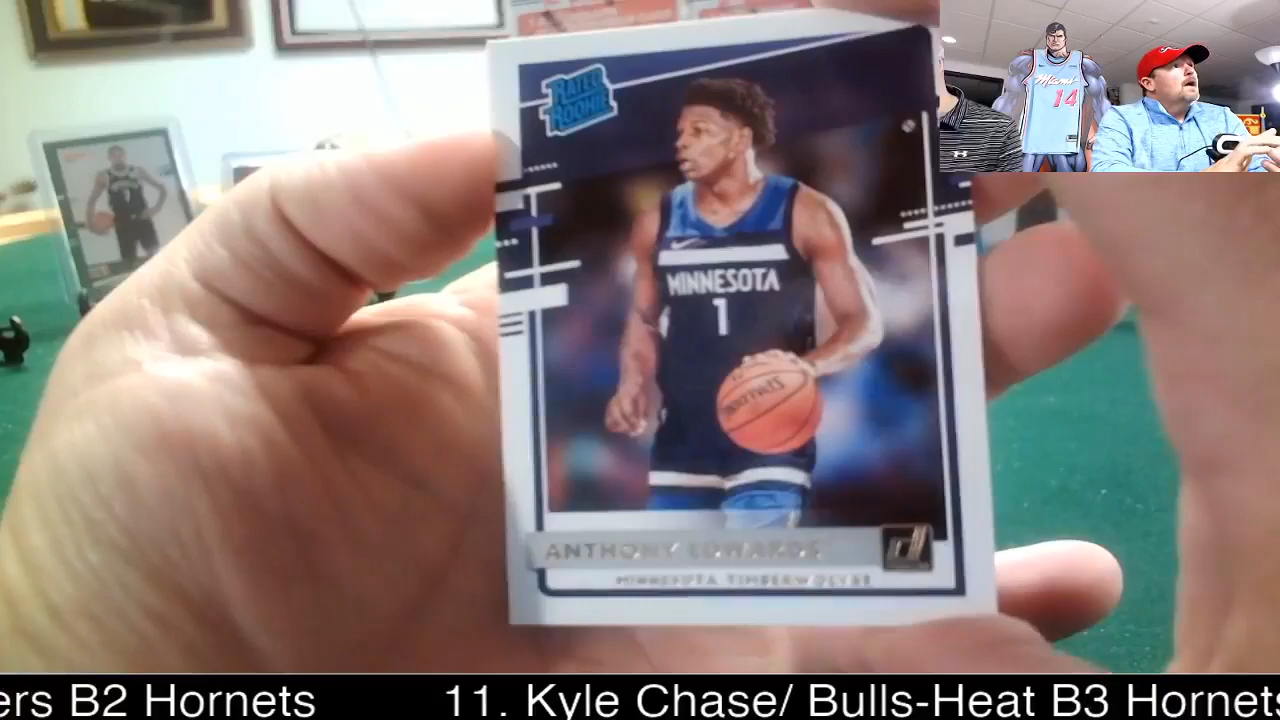 RATED
ROOKIE
Miami
14
MINNESOTA
1
ANTHONY EDWARDS
MINNESOTA TIMBERWOLVES
ers B2 Hornets 11. Kyle Chase/ Bulls-Heat B3 Hornets